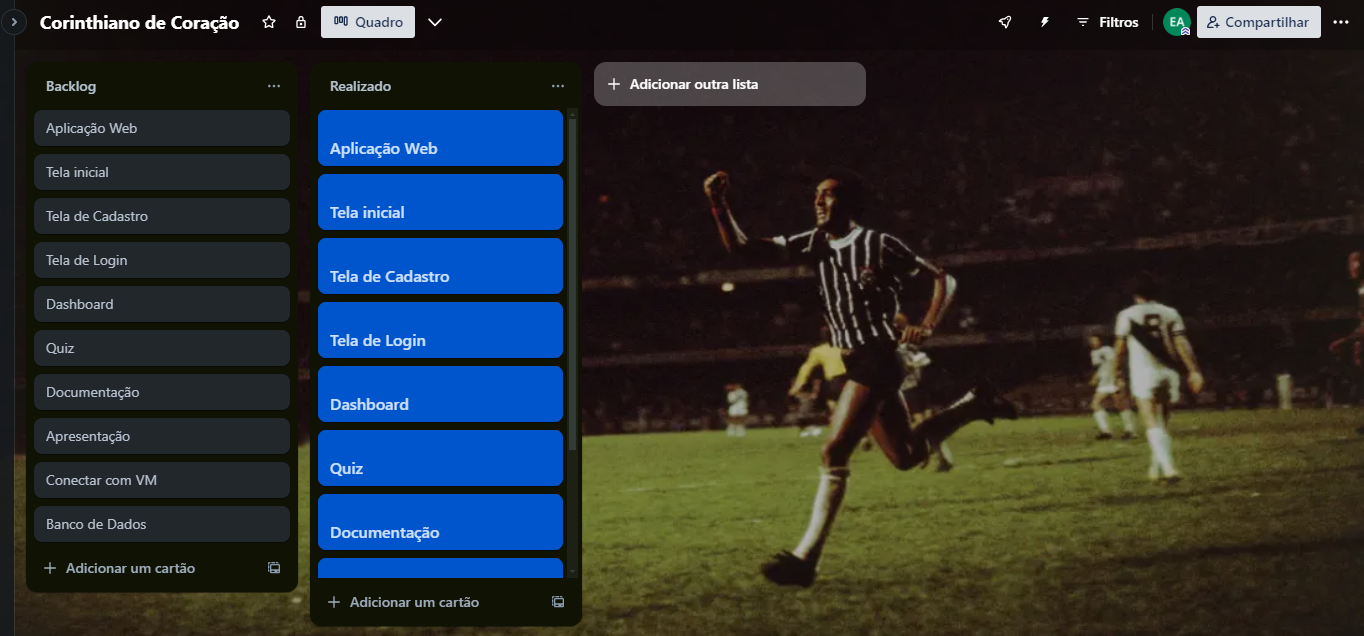 Corinthiano de Coração
Quadro
Filtros
EA
Compartilhar
Backlog
Aplicação Web
Tela inicial
Tela de Cadastro
Tela de Login
Dashboard
Quiz
Documentação
Apresentação
Conectar com VM
Banco de Dados
Adicionar um cartão
Realizado
Aplicação Web
Tela inicial
Tela de Cadastro
Tela de Login
Dashboard
Quiz
Documentação
Adicionar um cartão
Adicionar outra lista